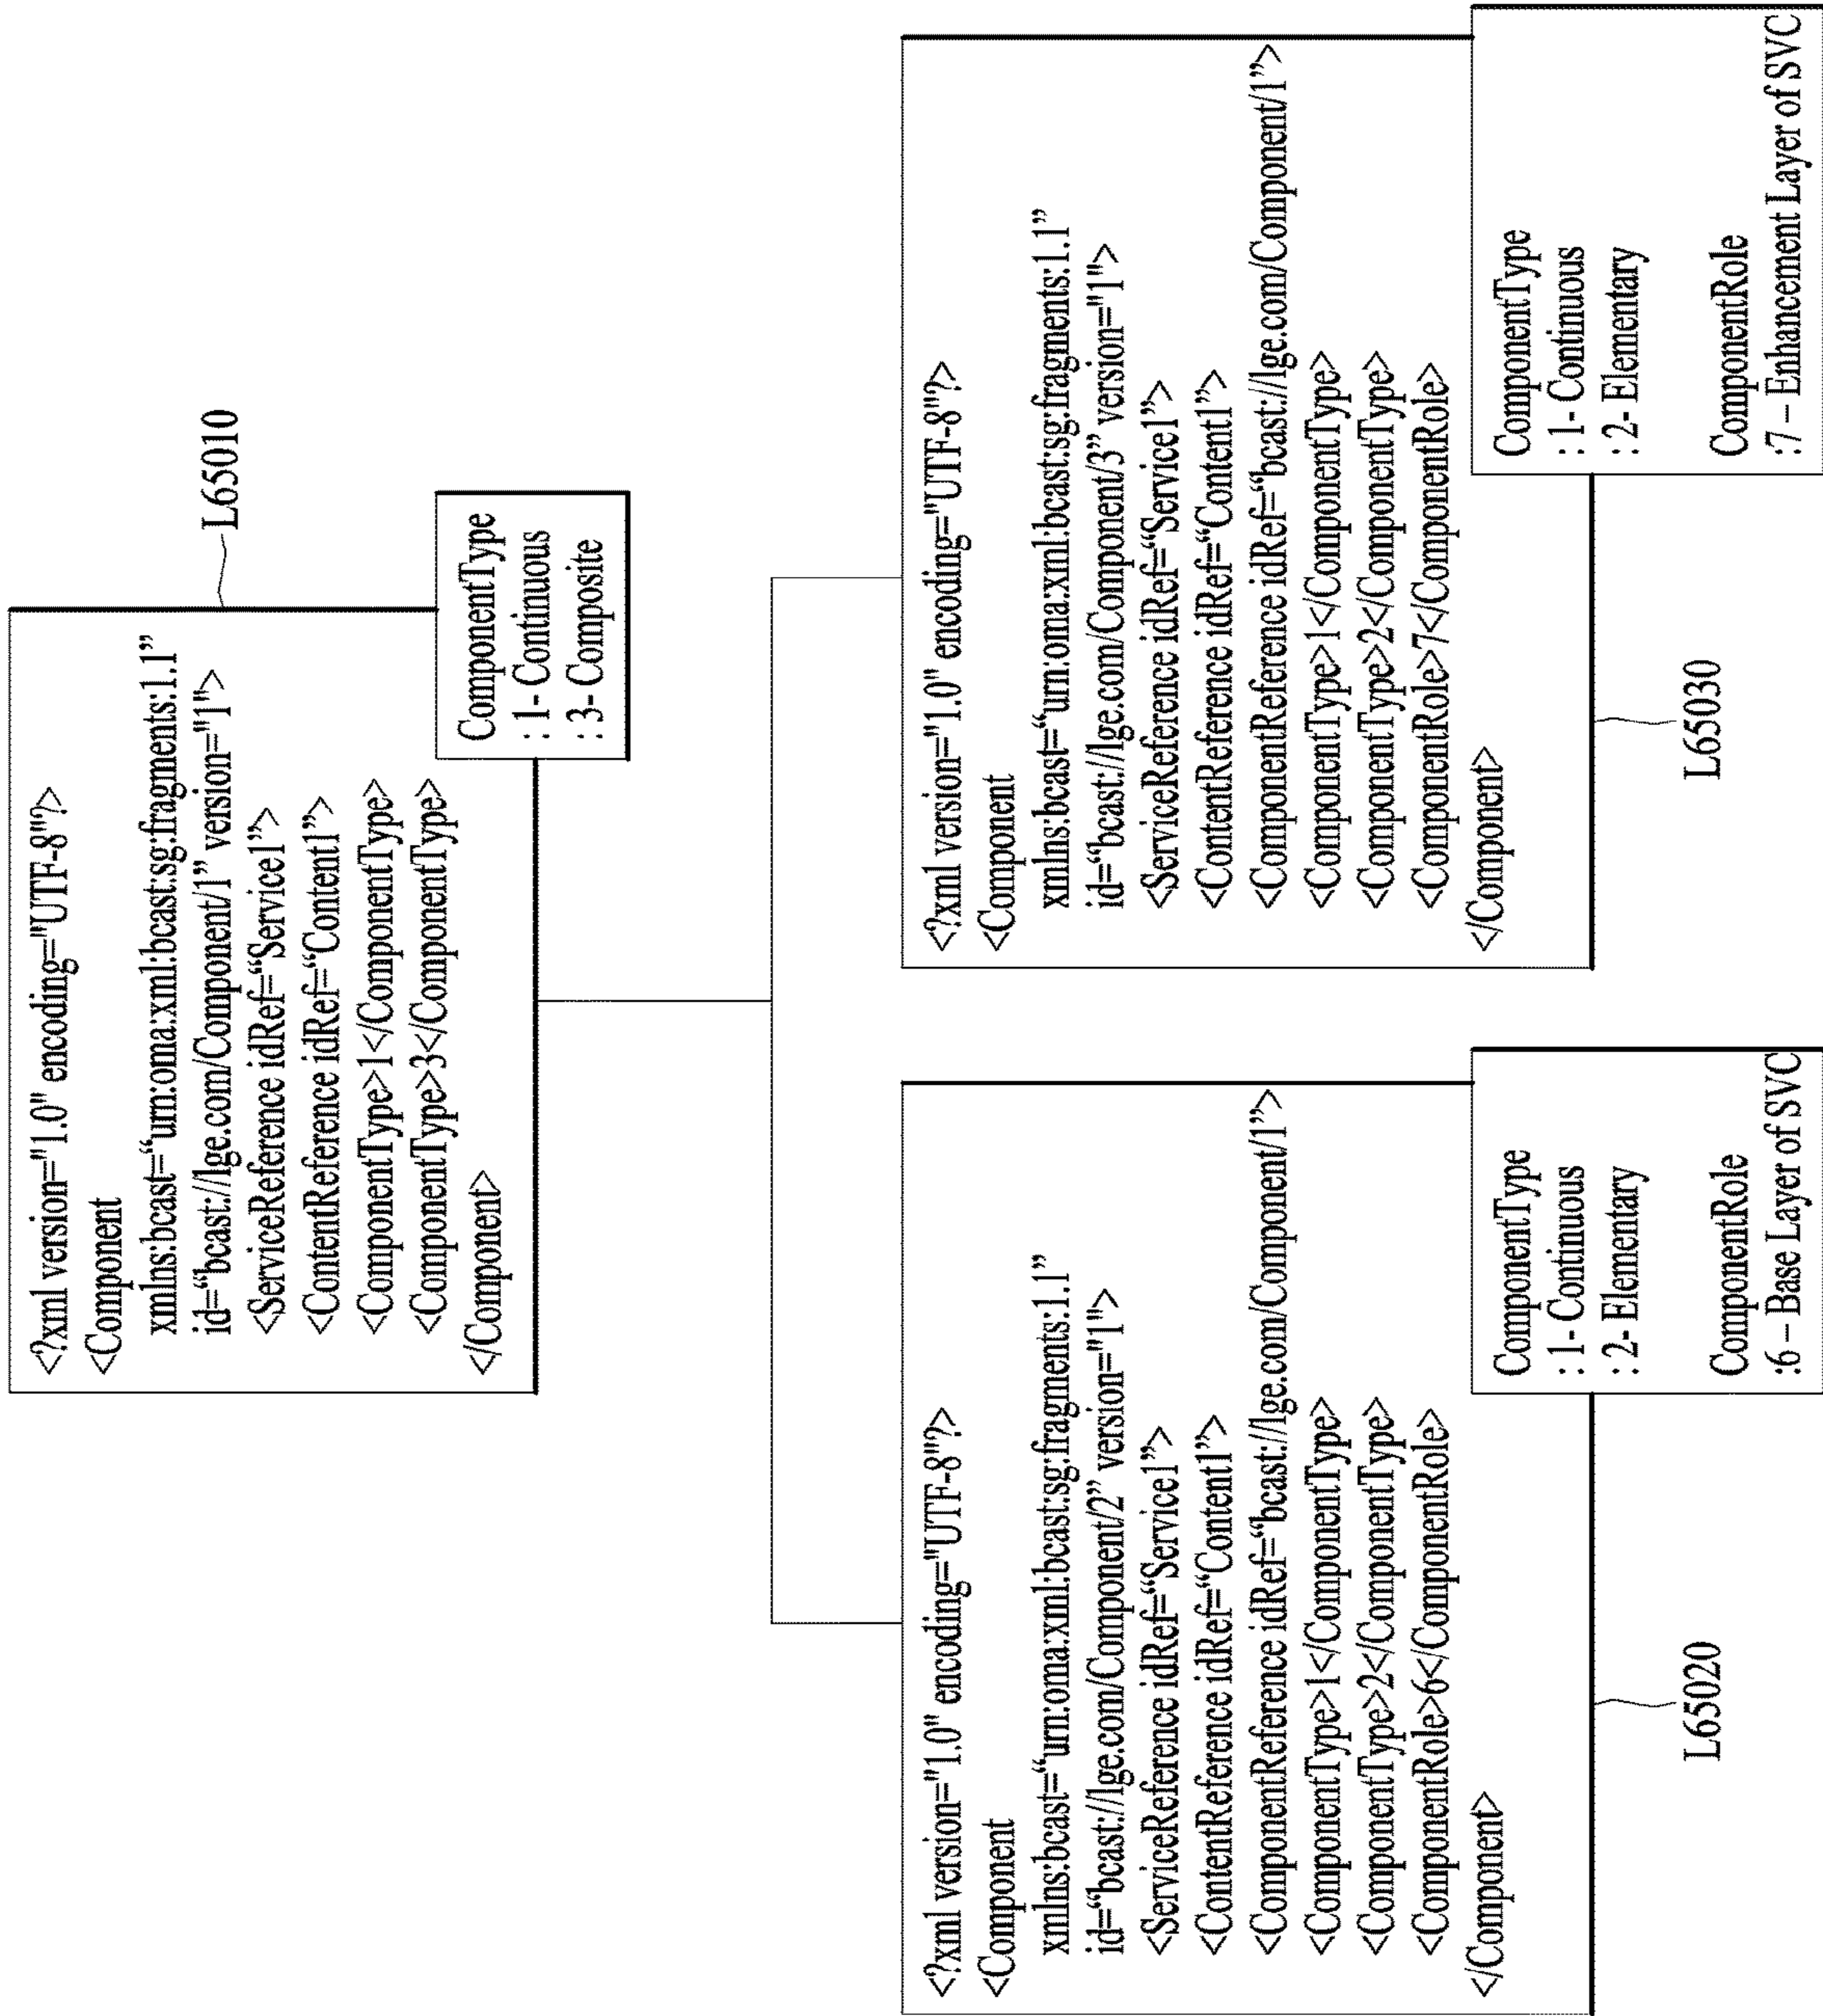 <?xml version="1.0" encoding="UTF-8"?>
<Component
xmlns:bcast=“urn:oma:xml:bcast:sg:fragments:1.1”
id=“bcast://lge.com/Component/1” version="1">
<ServiceReference idRef=“Service1”>
<ContentReference idRef=“Content1”>
<ComponentType>1</ComponentType>
<ComponentType>3</ComponentType>
</Component>
L65010
ComponentType
: 1- Continuous
: 3- Composite
<?xml version="1.0" encoding="UTF-8"?>
<Component
xmlns:bcast=“urn:oma:xml:bcast:sg:fragments:1.1”
id=“bcast://lge.com/Component/2” version="1">
<ServiceReference idRef=“Service1”>
<ContentReference idRef=“Content1”>
<ComponentReference idRef=“bcast://lge.com/Component/1”>
<ComponentType>1</ComponentType>
<ComponentType>2</ComponentType>
<ComponentRole>6</ComponentRole>
</Component>
ComponentType
: 1- Continuous
: 2- Elementary
ComponentRole
:6 – Base Layer of SVC
L65020
<?xml version="1.0" encoding="UTF-8"?>
<Component
xmlns:bcast=“urn:oma:xml:bcast:sg:fragments:1.1”
id=“bcast://lge.com/Component/3” version="1">
<ServiceReference idRef=“Service1”>
<ContentReference idRef=“Content1”>
<ComponentReference idRef=“bcast://lge.com/Component/1”>
<ComponentType>1</ComponentType>
<ComponentType>2</ComponentType>
<ComponentRole>7</ComponentRole>
</Component>
ComponentType
: 1- Continuous
: 2- Elementary
ComponentRole
:7 – Enhancement Layer of SVC
L65030